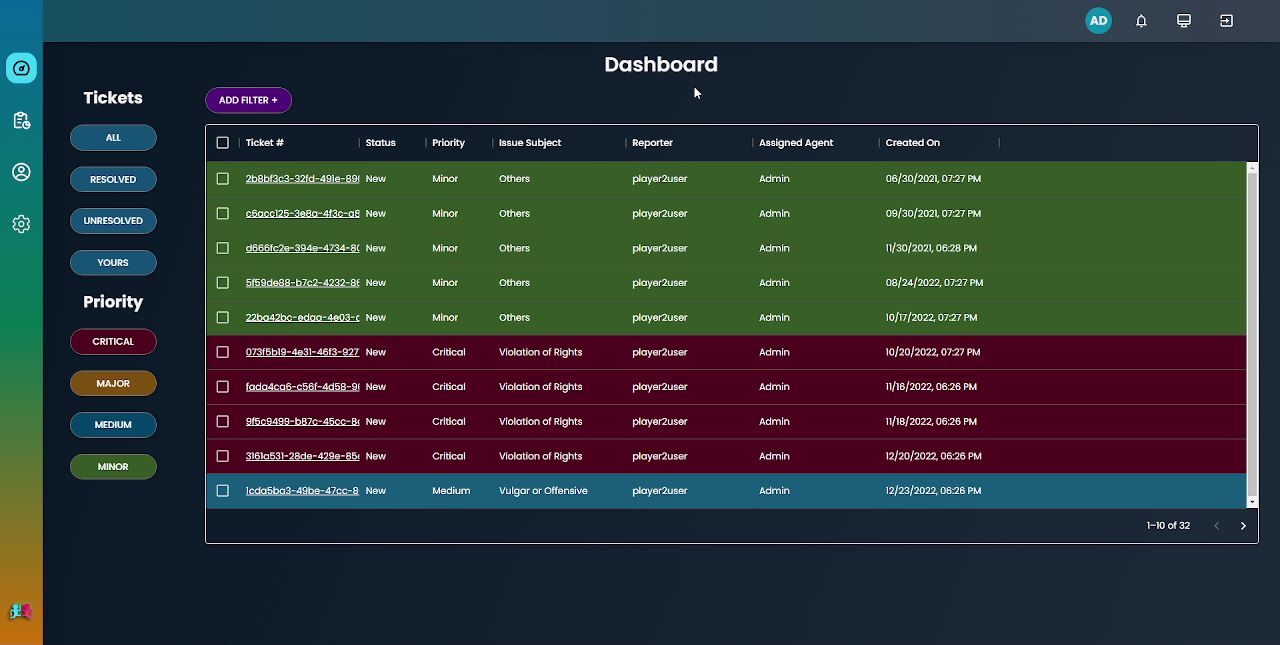 AD
Dashboard
Tickets
ADD FILTER +
ALL
RESOLVED
UNRESOLVED
YOURS
Priority
CRITICAL
MAJOR
MEDIUM
MINOR
Ticket # Status Priority Issue Subject Reporter Assigned Agent Created On
2b8bf3c3-32fd-491e-89 New Minor Others player2user Admin 06/30/2021, 07:27 PM
c6acc125-3e8a-4f3c-a8 New Minor Others player2user Admin 09/30/2021, 07:27 PM
d666fc2e-394e-4734-80 New Minor Others player2user Admin 11/30/2021, 06:28 PM
5f59de88-b7c2-4232-86 New Minor Others player2user Admin 08/24/2022, 07:27 PM
22ba42bc-edaa-4e03- New Minor Others player2user Admin 10/17/2022, 07:27 PM
073f5b19-4e31-46f3-927 New Critical Violation of Rights player2user Admin 10/20/2022, 07:27 PM
fada4ca6-c56f-4d58-9 New Critical Violation of Rights player2user Admin 11/16/2022, 06:26 PM
9f5c9499-b87c-45cc-8 New Critical Violation of Rights player2user Admin 11/18/2022, 06:26 PM
3161a531-28de-429e-85 New Critical Violation of Rights player2user Admin 12/20/2022, 06:26 PM
1cda5ba3-49be-47cc-8 New Medium Vulgar or Offensive player2user Admin 12/23/2022, 06:26 PM
1–10 of 32